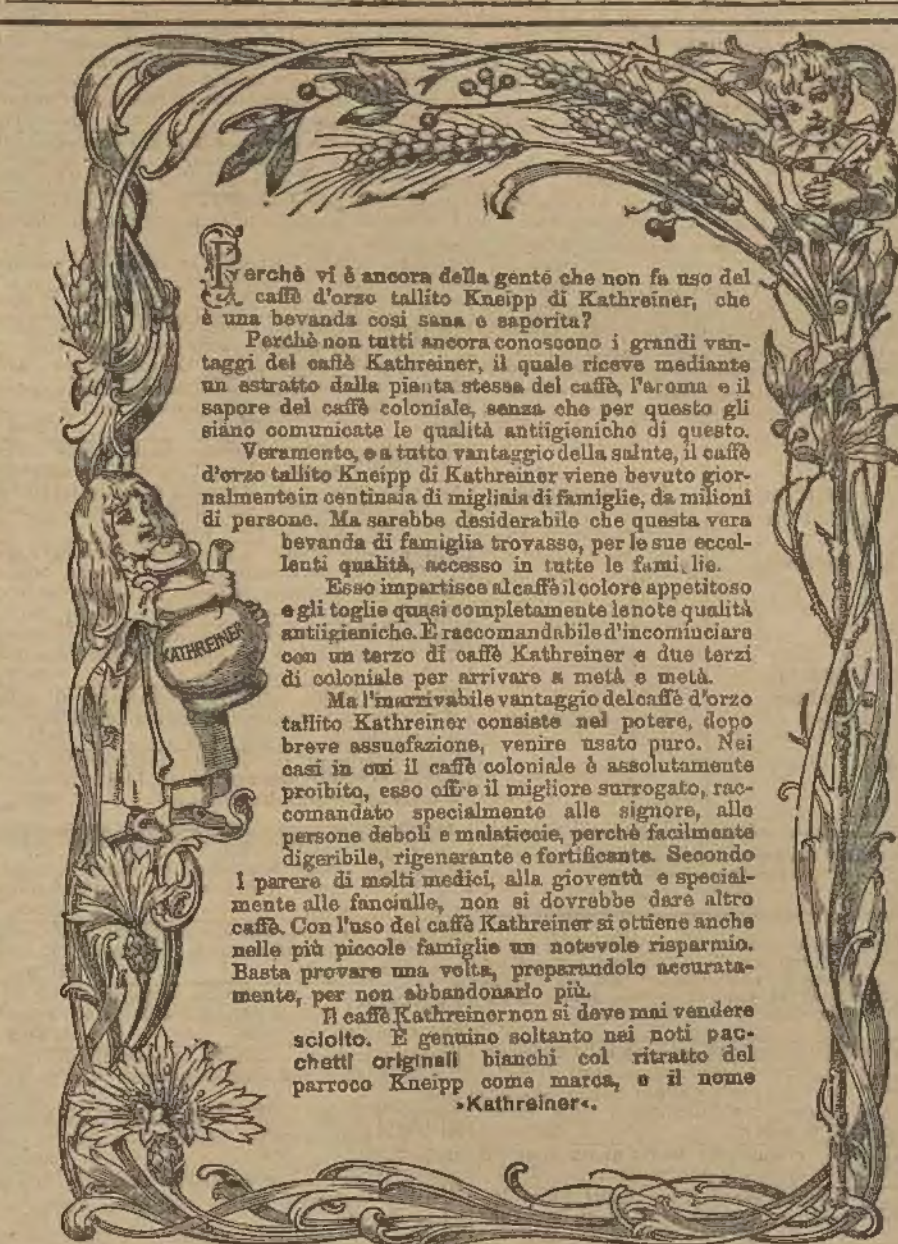 Perchè vi è ancora della gente che non fa uso del
caffè d'orzo tallito Kneipp di Kathreiner, che
è una bevanda così sana e saporita?
Perchè non tutti ancora conoscono i grandi van-
taggi del caffè Kathreiner, il quale riceve mediante
un estratto dalla pianta stessa del caffè, l'aroma e il
sapore del caffè coloniale, senza che per questo gli
siano comunicate le qualità antiigieniche di questo.
Veramente, e a tutto vantaggio della salute, il caffè
d'orzo tallito Kneipp di Kathreiner viene bevuto gior-
nalmente in centinaia di migliaia di famiglie, da milioni
di persone. Ma sarebbe desiderabile che questa vera
bevanda di famiglia trovasse, per le sue eccel-
lenti qualità, accesso in tutte le fami lie.
Esso impartisce al caffè il colore appetitoso
e gli toglie quasi completamente le note qualità
antiigieniche. È raccomandabile d'incominciare
con un terzo di caffè Kathreiner e due terzi
di coloniale per arrivare a metà e metà.
Ma l'inarrivabile vantaggio del caffè d'orzo
tallito Kathreiner consiste nel potere, dopo
breve assuefazione, venire usato puro. Nei
casi in cui il caffè coloniale è assolutamente
proibito, esso offre il migliore surrogato, rac-
comandato specialmente alle signore, alle
persone deboli e malaticcie, perchè facilmente
digeribile, rigenerante e fortificante. Secondo
l parere di molti medici, alla gioventù e special-
mente alle fanciulle, non si dovrebbe dare altro
caffè. Con l'uso del caffè Kathreiner si ottiene anche
nelle più piccole famiglie un notevole risparmio.
Basta provare una volta, preparandolo accurata-
mente, per non abbandonarlo più.
Il caffè Kathreiner non si deve mai vendere
sciolto. È genuino soltanto nei noti pac-
chetti originali bianchi col ritratto del
parroco Kneipp come marca, e il nome
»Kathreiner«.
KATHREINER